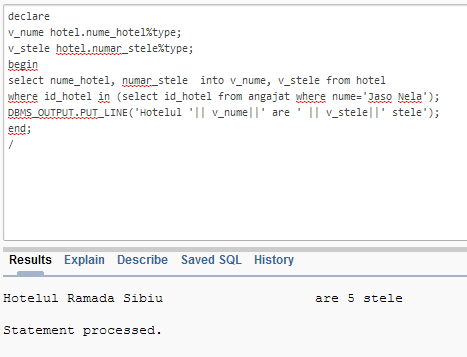 declare
v_nume hotel.nume_hotel%type;
v_stele hotel.numar_stele%type;
begin
select nume_hotel, numar_stele  into v_nume, v_stele from hotel
where id_hotel in (select id_hotel from angajat where nume='Jaso Nela');
DBMS_OUTPUT.PUT_LINE('Hotelul '|| v_nume||' are ' || v_stele||' stele');
end;
/
Results Explain Describe Saved SQL History
Hotelul Ramada Sibiu                    are 5 stele
Statement processed.